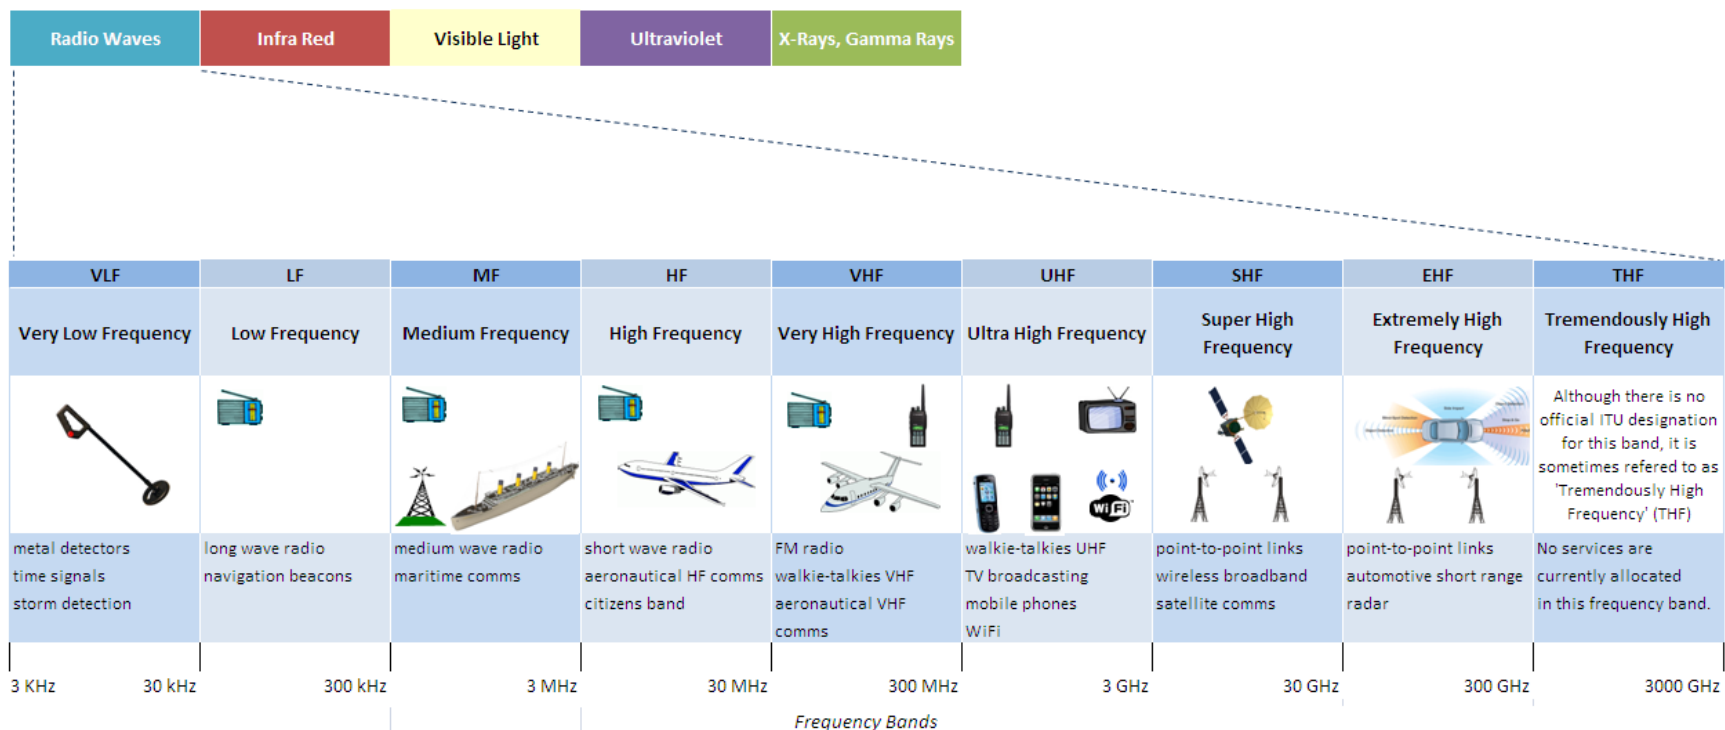 Radio Waves
Infra Red
Visible Light
Ultraviolet
X-Rays, Gamma Rays
VLF
LF
MF
HF
VHF
UHF
SHF
EHF
THF
Very Low Frequency
Low Frequency
Medium Frequency
High Frequency
Very High Frequency
Ultra High Frequency
Super High
Frequency
Extremely High
Frequency
Tremendously High
Frequency
WiFi
Although there is no
official ITU designation
for this band, it is
sometimes refered to as
'Tremendously High
Frequency' (THF)
metal detectors
time signals
storm detection
long wave radio
navigation beacons
medium wave radio
maritime comms
short wave radio
aeronautical HF comms
citizens band
FM radio
walkie-talkies VHF
aeronautical VHF
comms
walkie-talkies UHF
TV broadcasting
mobile phones
WiFi
point-to-point links
wireless broadband
satellite comms
point-to-point links
automotive short range
radar
No services are
currently allocated
in this frequency band.
3 KHz
30 kHz
300 kHz
3 MHz
30 MHz
300 MHz
3 GHz
30 GHz
300 GHz
3000 GHz
Frequency Bands